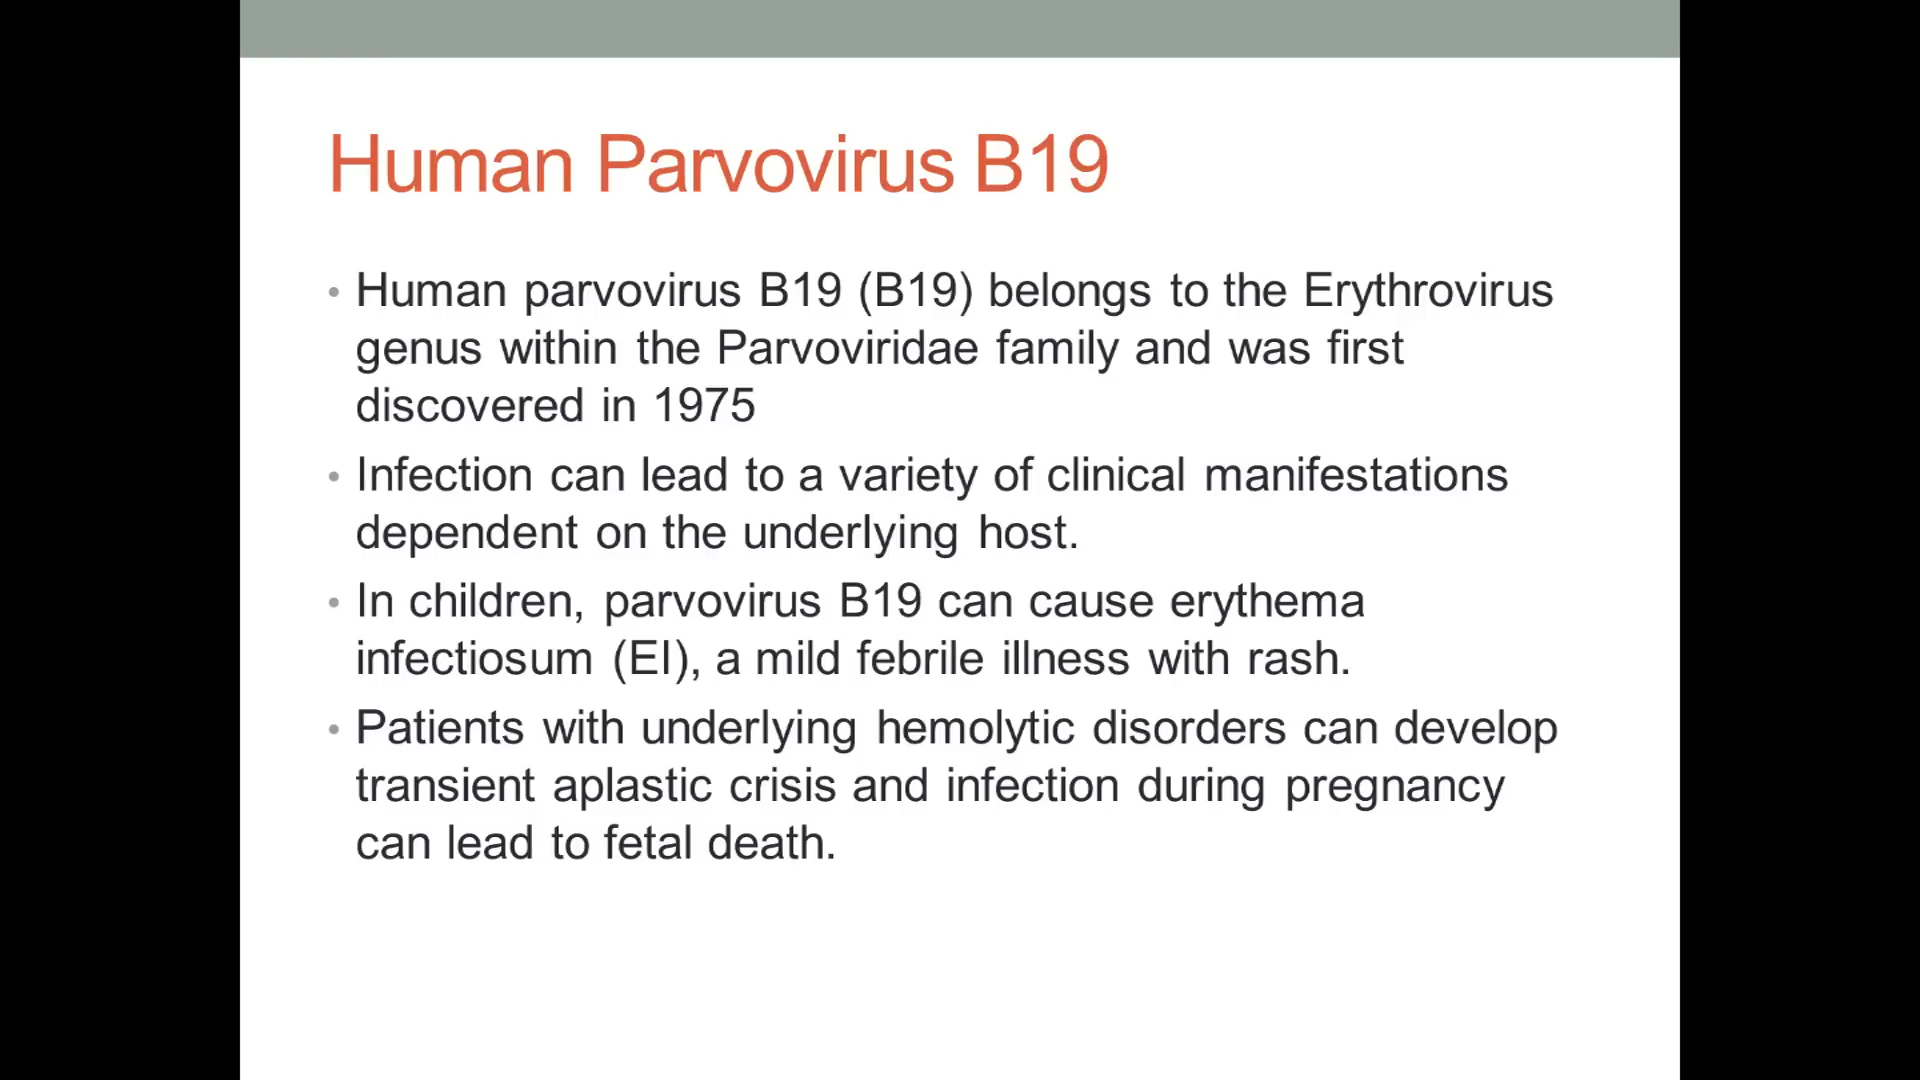 Human Parvovirus B19
• Human parvovirus B19 (B19) belongs to the Erythrovirus
genus within the Parvoviridae family and was first
discovered in 1975
• Infection can lead to a variety of clinical manifestations
dependent on the underlying host.
• In children, parvovirus B19 can cause erythema
infectiosum (EI), a mild febrile illness with rash.
• Patients with underlying hemolytic disorders can develop
transient aplastic crisis and infection during pregnancy
can lead to fetal death.